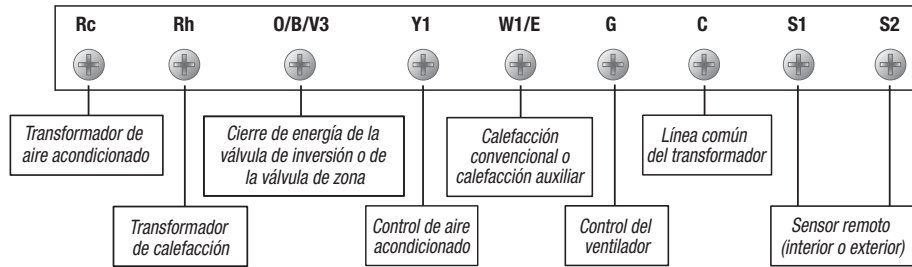 Rc Rh O/B/V3 Y1 W1/E G C S1 S2
Transformador de
aire acondicionado
Cierre de energía de la
válvula de inversión o de
la válvula de zona
Calefacción
convencional o
calefacción auxiliar
Línea común
del transformador
Transformador
de calefacción
Control de aire
acondicionado
Control del
ventilador
Sensor remoto
(interior o exterior)